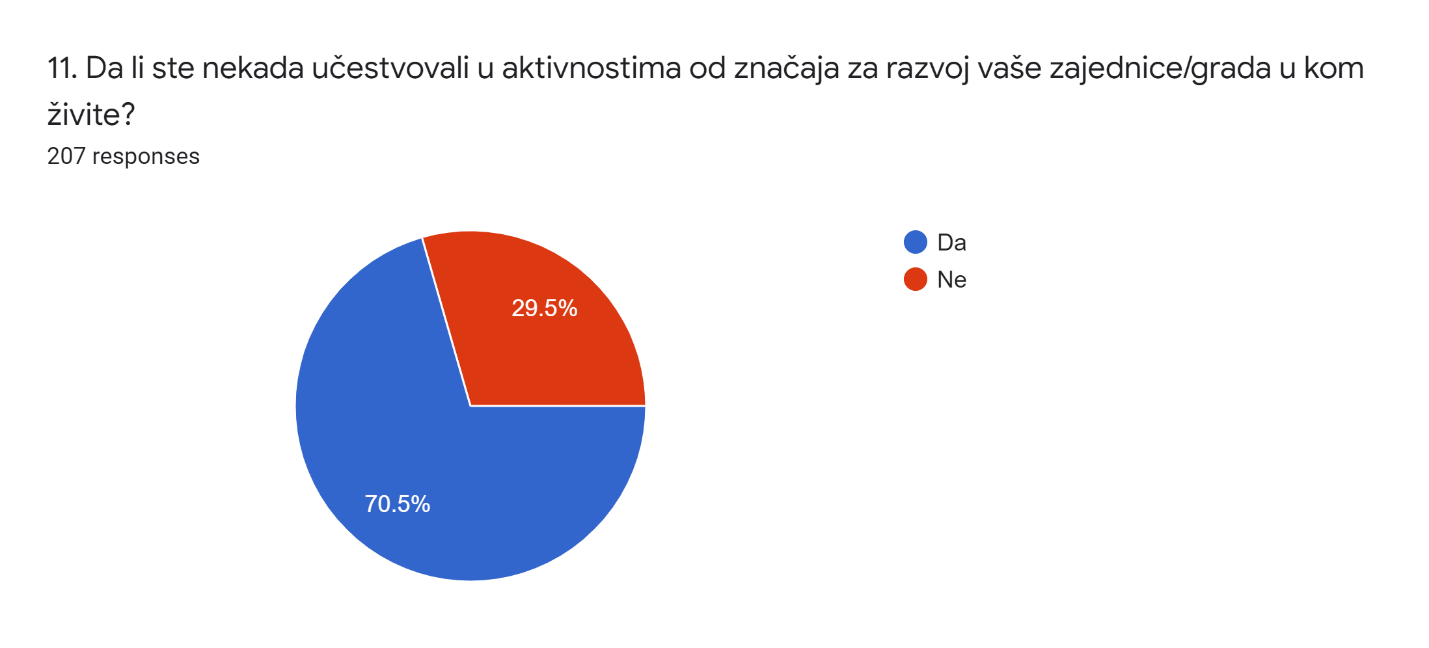 11. Da li ste nekada učestvovali u aktivnostima od značaja za razvoj vaše zajednice/grada u kom
živite?
207 responses
Da
Ne
29.5%
70.5%